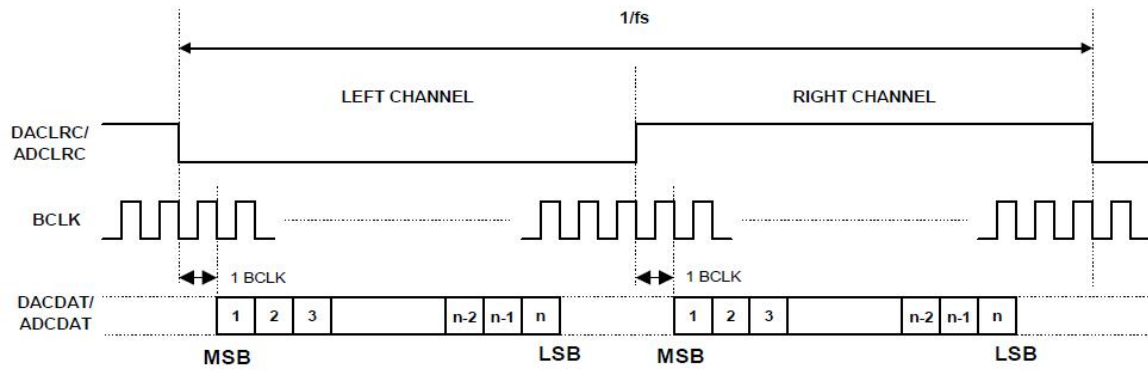 1/fs
LEFT CHANNEL
RIGHT CHANNEL
DACLRC/
ADCLRC
BCLK
1 BCLK
1 BCLK
DACDAT/
ADCDAT
1 2 3 n-2 n-1 n
1 2 3 n-2 n-1 n
MSB
LSB
MSB
LSB